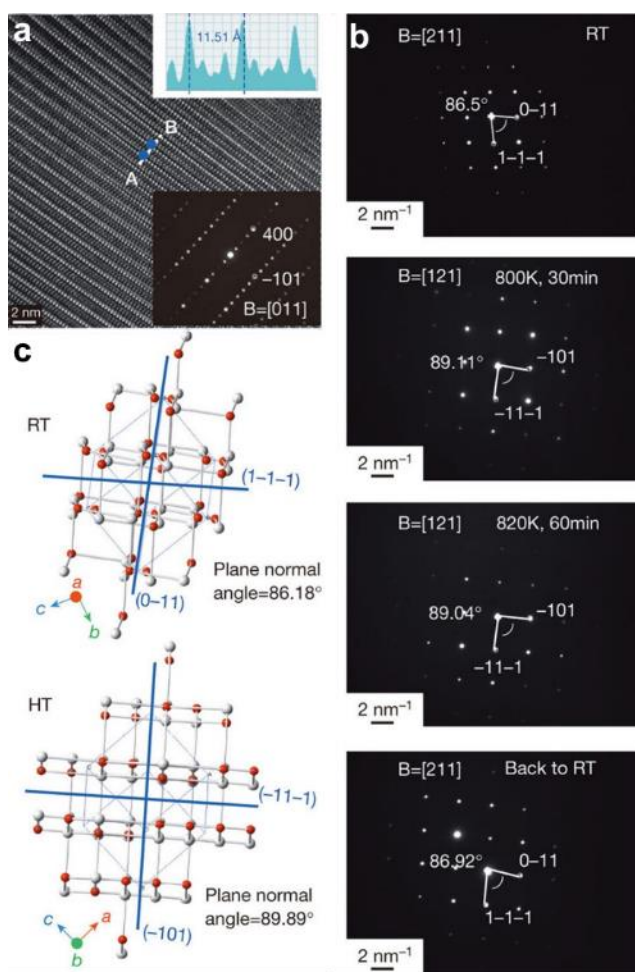 a
11.51 Å
B
A
400
-101
B=[011]
2 nm
b
B=[211]
RT
86.5°
0-11
1-1-1
2 nm⁻¹
B=[121]
800K, 30min
89.11°
-101
-11-1
2 nm⁻¹
B=[121]
820K, 60min
89.04°
-101
-11-1
2 nm⁻¹
B=[211]
Back to RT
86.92°
0-11
1-1-1
2 nm⁻¹
c
RT
(1-1-1)
Plane normal
angle=86.18°
(0-11)
a
c
b
HT
(-11-1)
Plane normal
angle=89.89°
(-101)
c
a
b